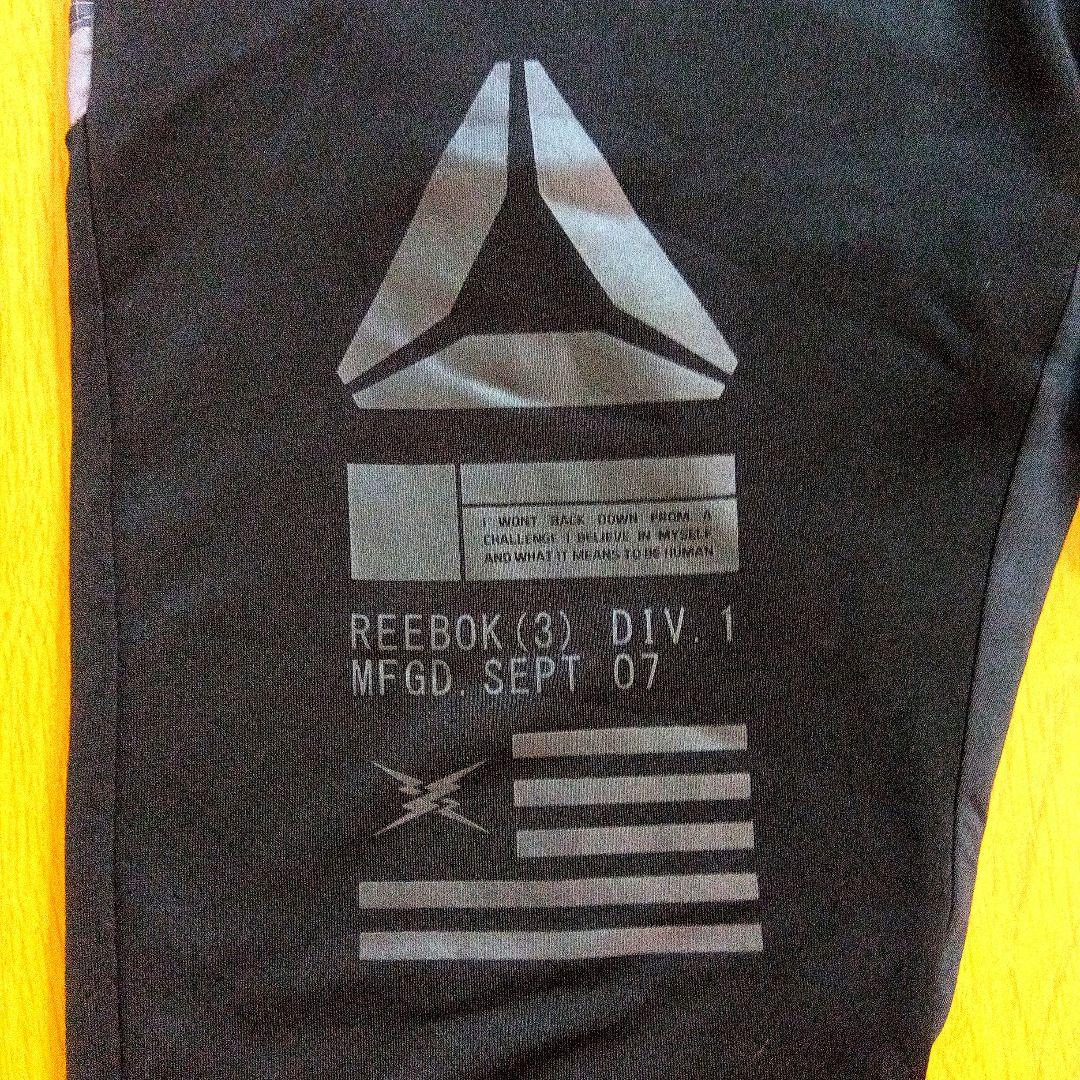 I WONT BACK DOWN FROM A
CHALLENGE I BELIEVE IN MYSELF
AND WHAT IT MEANS TO BE HUMAN
REEBOK(3) DIV. 1
MFGD. SEPT 07